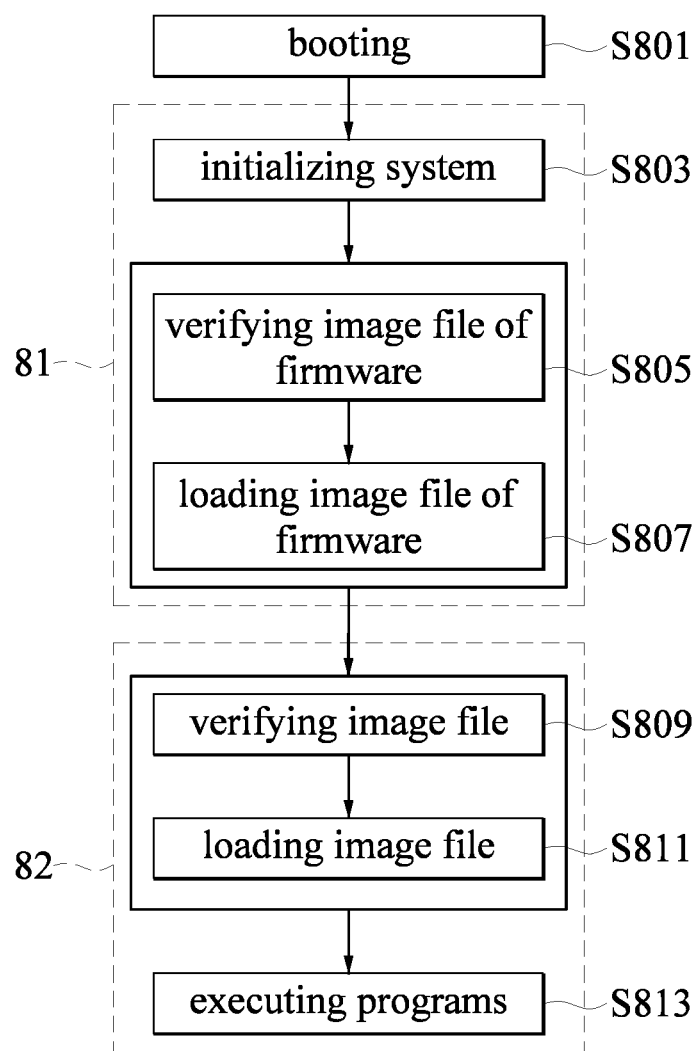 booting
S801
initializing system
S803
verifying image file of
firmware
S805
81
loading image file of
firmware
S807
verifying image file
S809
loading image file
S811
82
executing programs
S813